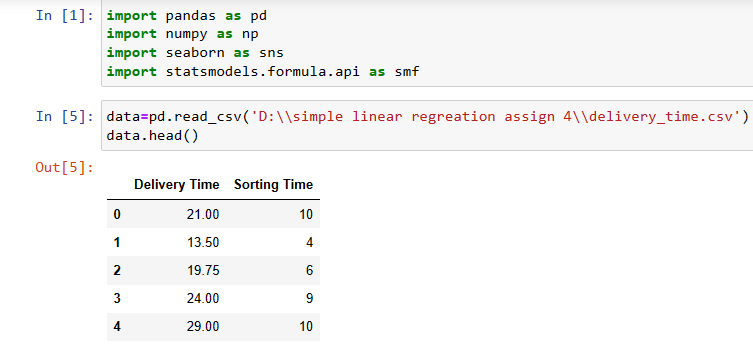 In [1]: import pandas as pd
import numpy as np
import seaborn as sns
import statsmodels.formula.api as smf
In [5]: data=pd.read_csv('D:\\simple linear regreation assign 4\\delivery_time.csv')
data.head()
Out[5]:
Delivery Time Sorting Time
0 21.00 10
1 13.50 4
2 19.75 6
3 24.00 9
4 29.00 10